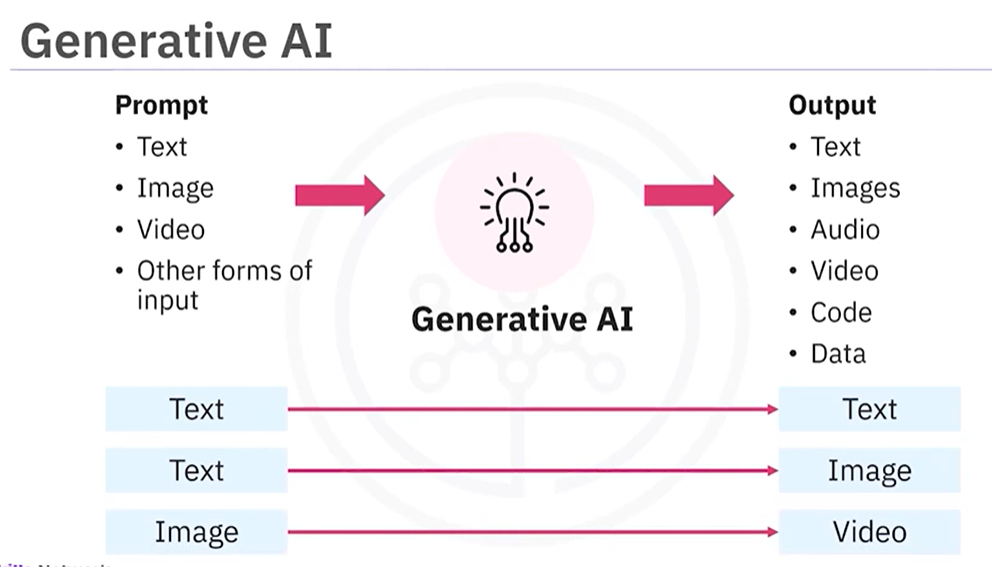 Generative AI
Prompt
• Text
• Image
• Video
• Other forms of
input
Generative AI
Output
• Text
• Images
• Audio
• Video
• Code
• Data
Text
Text
Text
Image
Image
Video